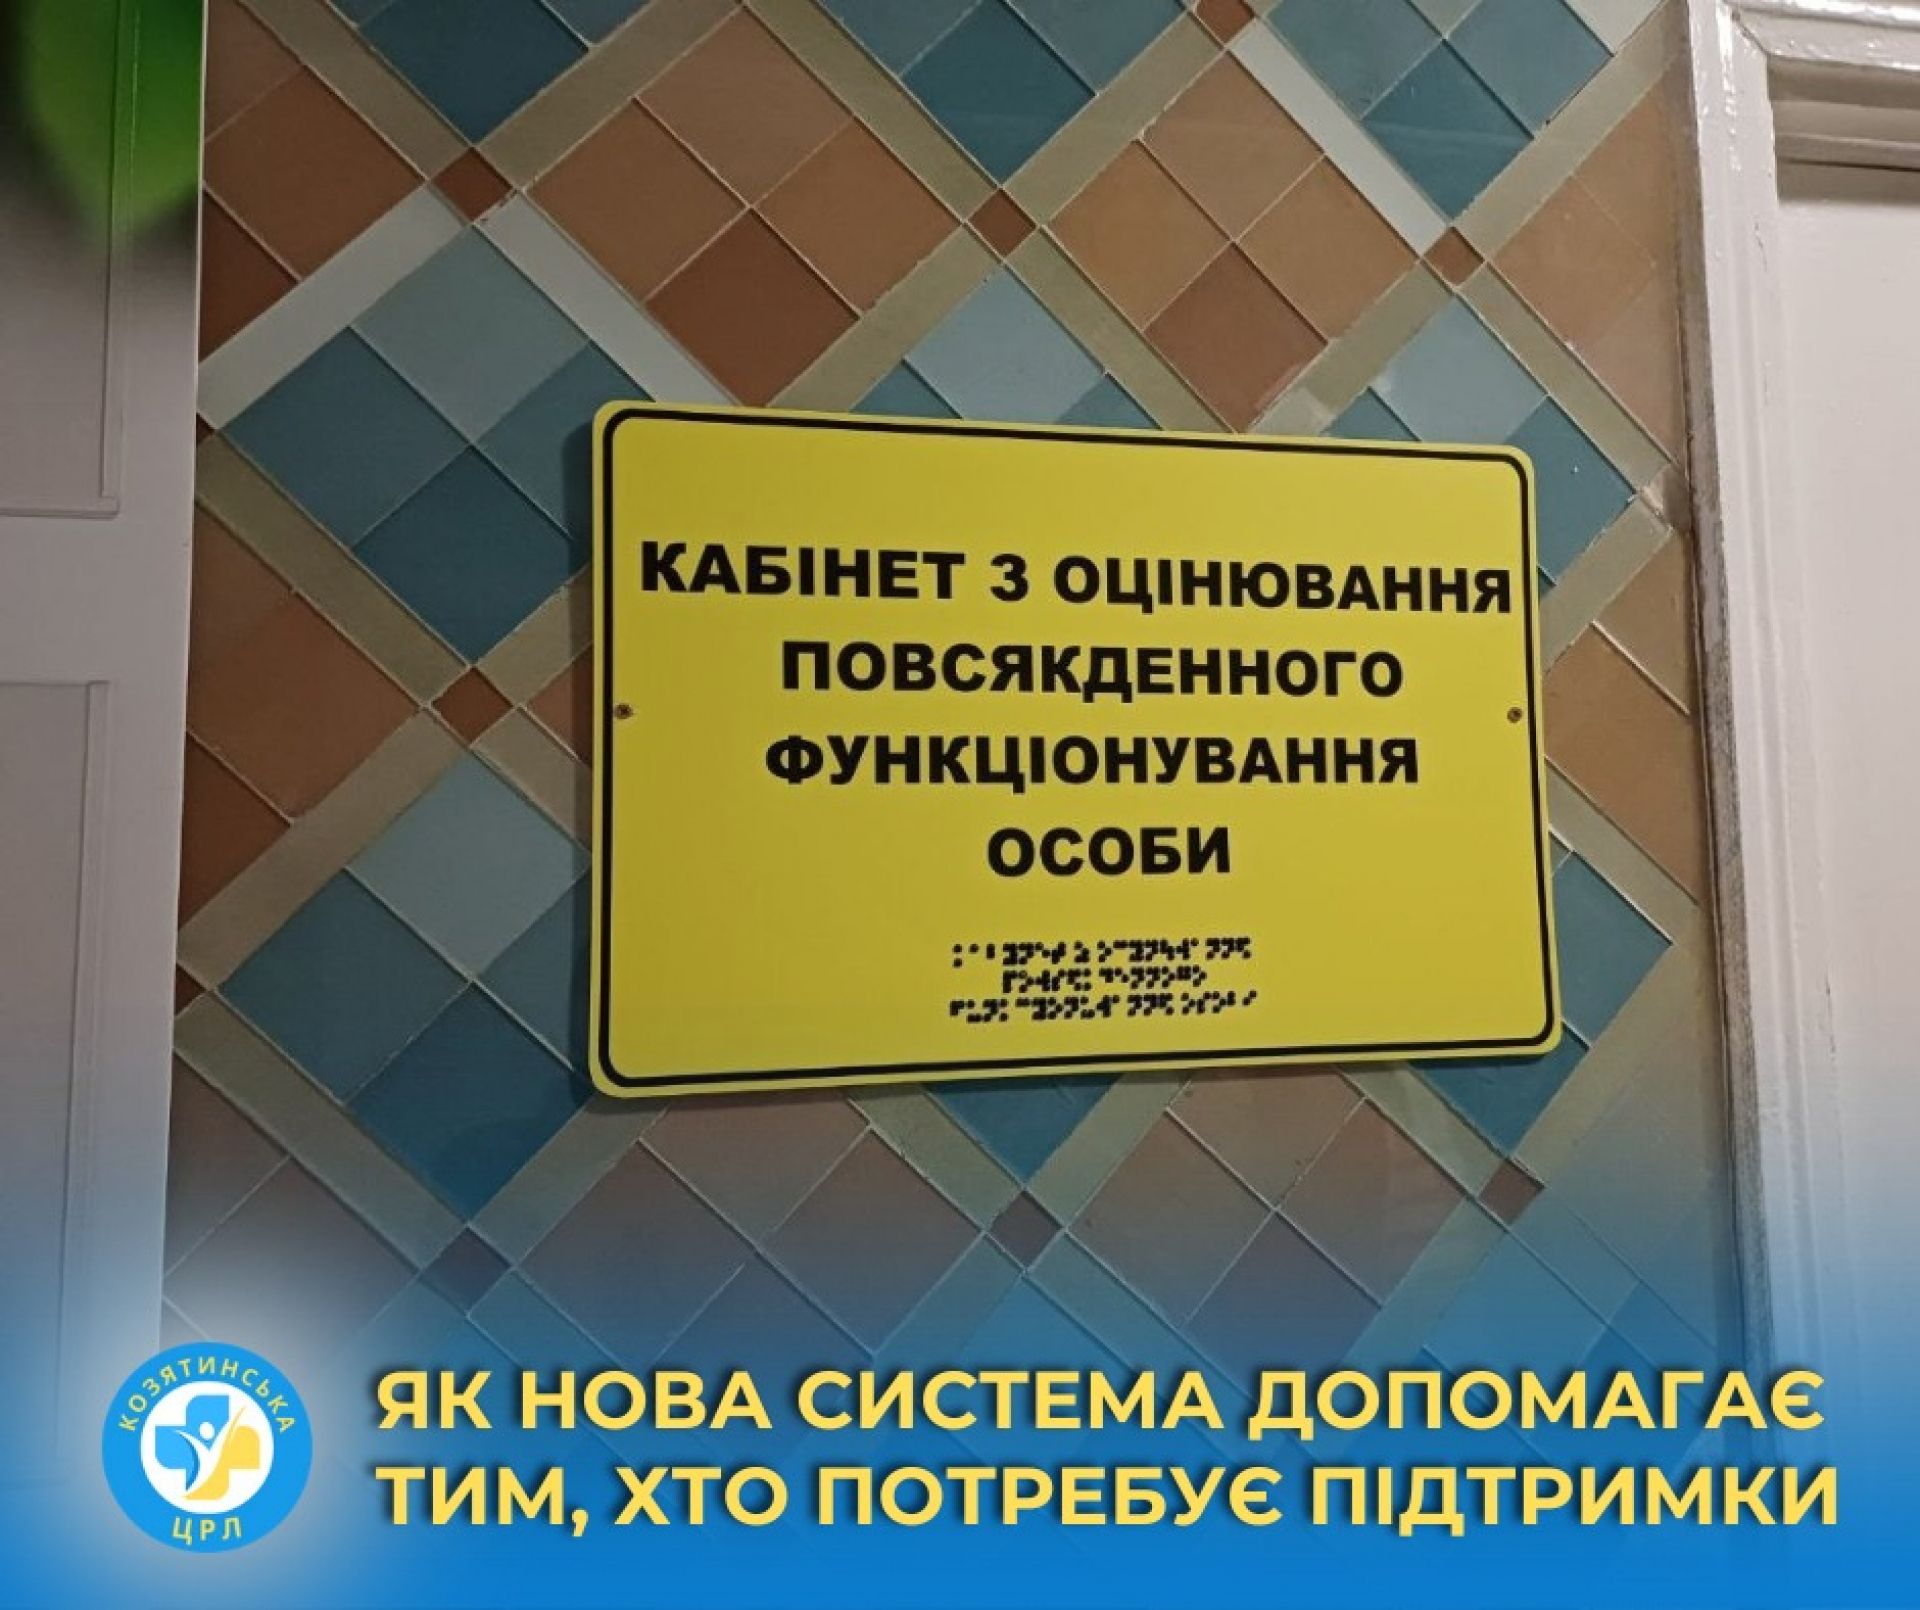 КАБІНЕТ З ОЦІНЮВАННЯ
ПОВСЯКДЕННОГО
ФУНКЦІОНУВАННЯ
ОСОБИ
КОЗЯТИНСЬКА
ЦРЛ
ЯК НОВА СИСТЕМА ДОПОМАГАЄ
ТИМ, ХТО ПОТРЕБУЄ ПІДТРИМКИ